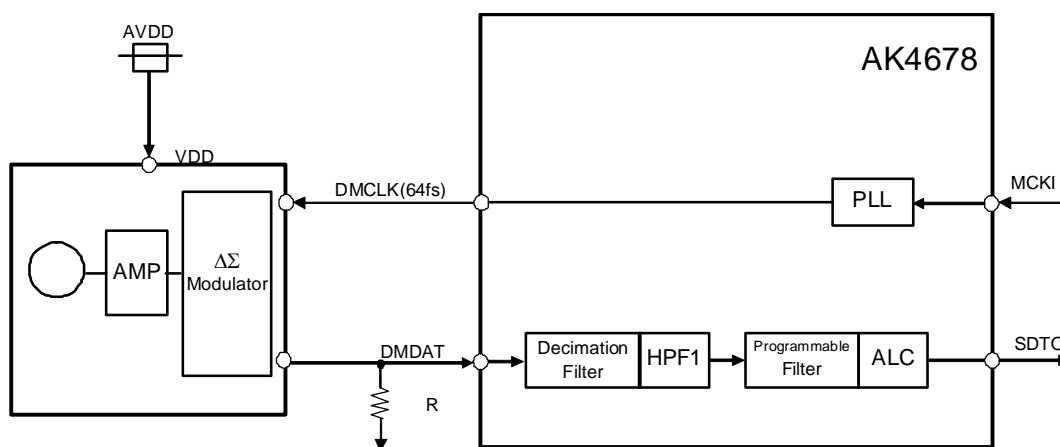 AVDD
AK4678
VDD
DMCLK(64fs)
MCKI
PLL
AMP
ΔΣ
Modulator
DMDAT
Decimation
Filter
HPF1
Programmable
Filter
ALC
SDTO
R